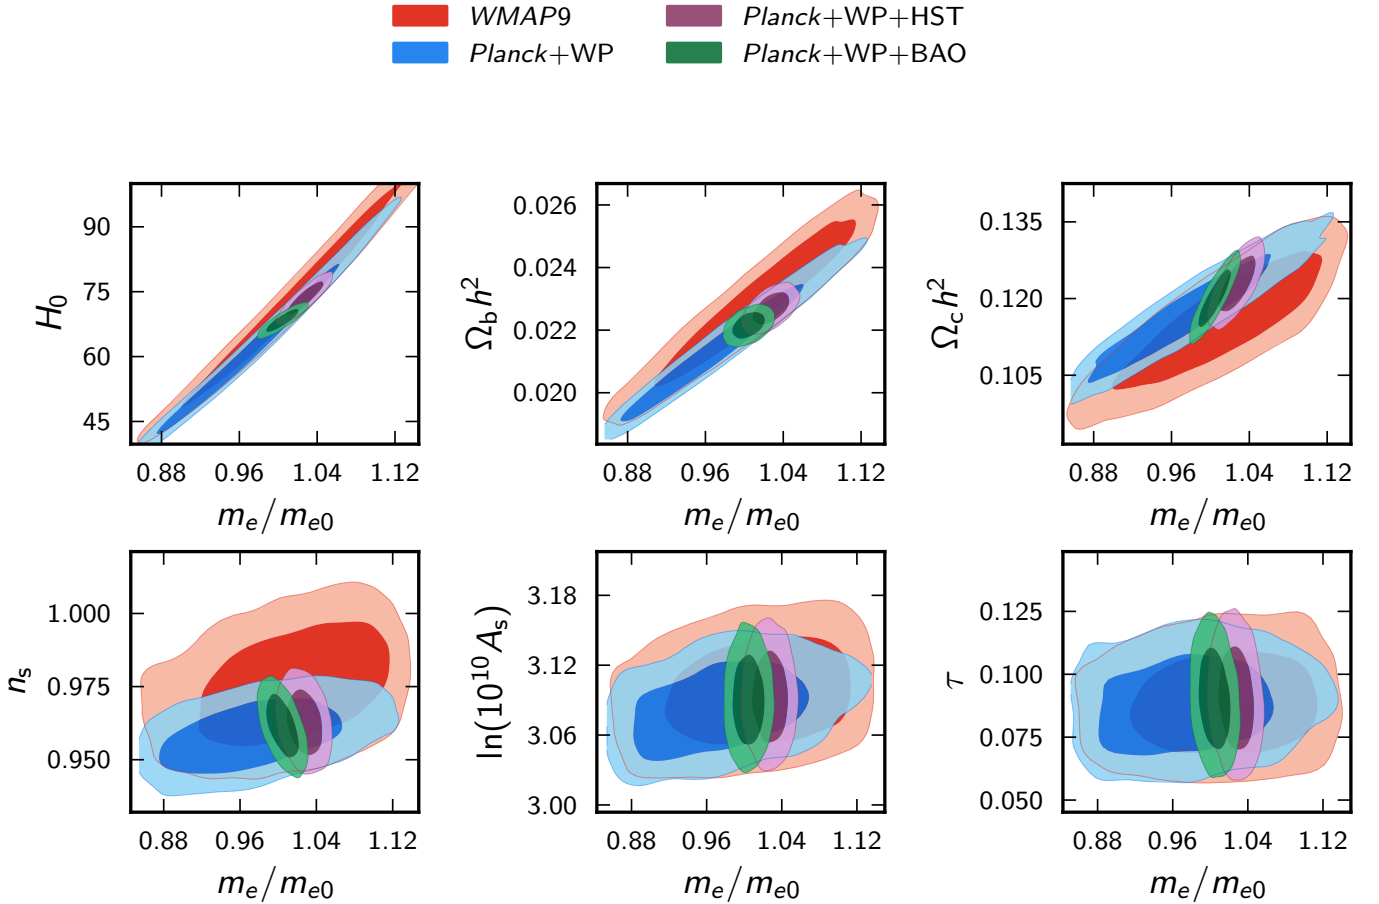 WMAP9
Planck+WP
Planck+WP+HST
Planck+WP+BAO
H₀
90
75
60
45
0.88 0.96 1.04 1.12
mₑ/mₑ₀
Ω_b h²
0.026
0.024
0.022
0.020
0.88 0.96 1.04 1.12
mₑ/mₑ₀
Ω_c h²
0.135
0.120
0.105
0.88 0.96 1.04 1.12
mₑ/mₑ₀
nₛ
1.000
0.975
0.950
0.88 0.96 1.04 1.12
mₑ/mₑ₀
ln(10¹⁰Aₛ)
3.18
3.12
3.06
3.00
0.88 0.96 1.04 1.12
mₑ/mₑ₀
τ
0.125
0.100
0.075
0.050
0.88 0.96 1.04 1.12
mₑ/mₑ₀